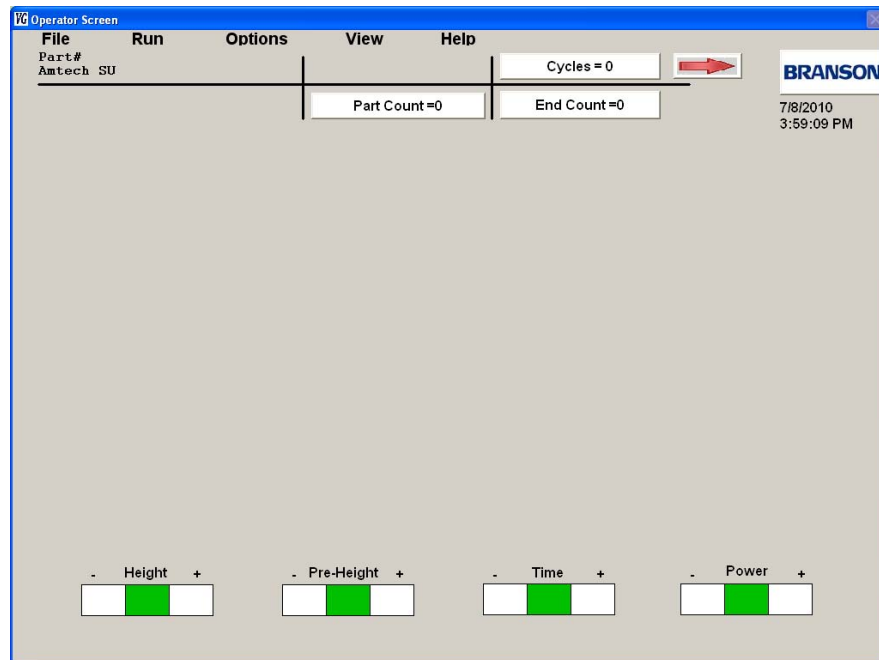 VG Operator Screen
File Run Options View Help
Part#
Amtech SU
Cycles = 0
BRANSON
Part Count =0 End Count =0
7/8/2010
3:59:09 PM
- Height + - Pre-Height + - Time + - Power +